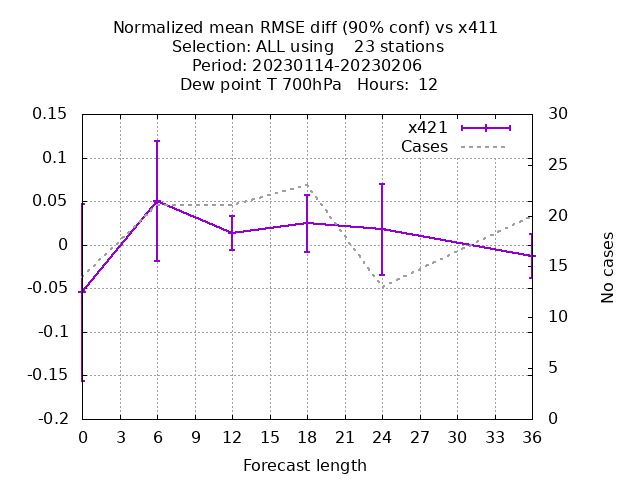 Normalized mean RMSE diff (90% conf) vs x411
Selection: ALL using    23 stations
Period: 20230114-20230206
Dew point T 700hPa   Hours:  12
0.15
0.1
0.05
0
-0.05
-0.1
-0.15
-0.2
30
25
20
15
10
5
0
x421
Cases
No cases
0 3 6 9 12 15 18 21 24 27 30 33 36
Forecast length